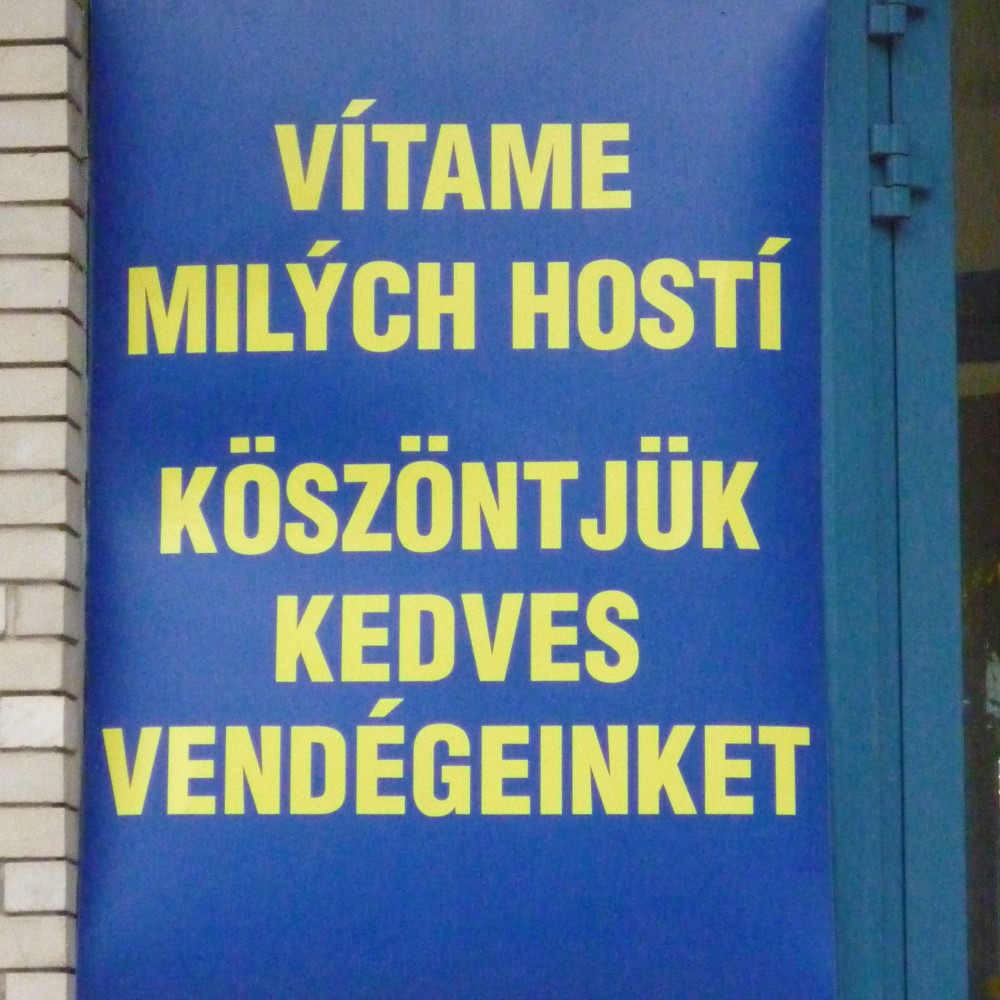 VÍTAME
MILÝCH HOSTÍ
KÖSZÖNTJÜK
KEDVES
VENDÉGEINKET